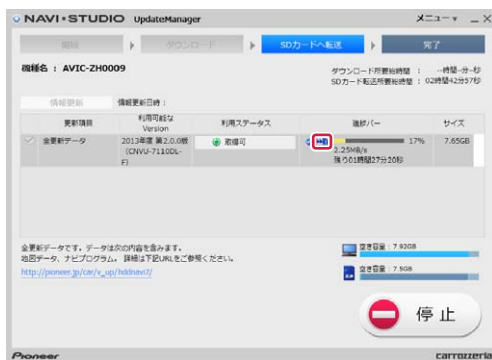 NAVI•STUDIO UpdateManager
メニュー
開始
ダウンロード
SDカードへ転送
完了
機種名 : AVIC-ZH0009
ダウンロード所要総時間 : --時間--分--秒
SDカード転送所要総時間 : 02時間42分57秒
情報更新
情報更新日時 :
更新項目
利用可能な
Version
利用ステータス
進捗バー
サイズ
全更新データ
2013年度 第2.0.0版
(CNVU-7110DL-
F)
取得可
17%
7.65GB
2.25MB/s
残り01時間27分20秒
全更新データです。データは次の内容を含みます。
地図データ、ナビプログラム。 詳細は下記URLをご参照ください。
http://pioneer.jp/car/v_up/hddnavi7/
空き容量 : 7.92GB
空き容量 : 7.5GB
停止
Pioneer
carrozzeria